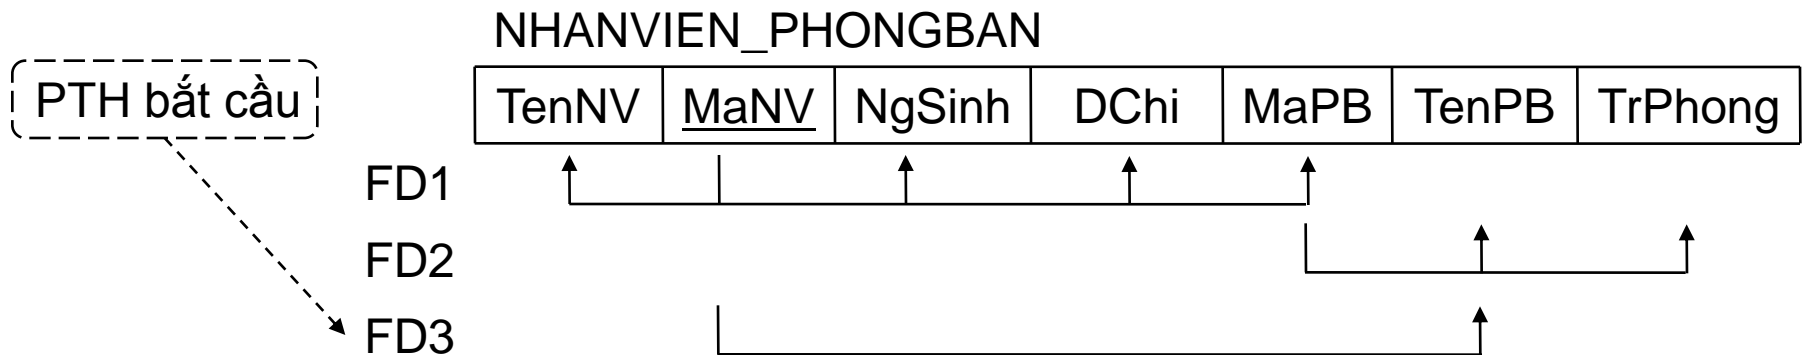 NHANVIEN_PHONGBAN
PTH bắt cầu
TenNV MaNV NgSinh DChi MaPB TenPB TrPhong
FD1
FD2
FD3